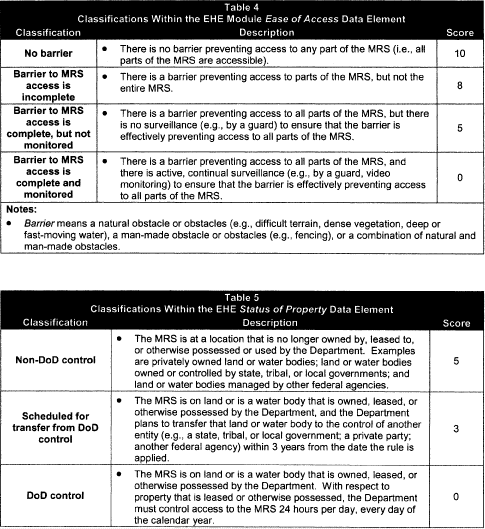 Table 4
Classifications Within the EHE Module Ease of Access Data Element
Classification Description Score
No barrier
• There is no barrier preventing access to any part of the MRS (i.e., all
parts of the MRS are accessible).
10
Barrier to MRS
access is
incomplete
• There is a barrier preventing access to parts of the MRS, but not the
entire MRS.
8
Barrier to MRS
access is
complete, but not
monitored
• There is a barrier preventing access to all parts of the MRS, but there
is no surveillance (e.g., by a guard) to ensure that the barrier is
effectively preventing access to all parts of the MRS.
5
Barrier to MRS
access is
complete and
monitored
• There is a barrier preventing access to all parts of the MRS, and
there is active, continual surveillance (e.g., by a guard, video
monitoring) to ensure that the barrier is effectively preventing access
to all parts of the MRS.
0
Notes:
• Barrier means a natural obstacle or obstacles (e.g., difficult terrain, dense vegetation, deep or
fast-moving water), a man-made obstacle or obstacles (e.g., fencing), or a combination of natural and
man-made obstacles.
Table 5
Classifications Within the EHE Status of Property Data Element
Classification Description Score
Non-DoD control
• The MRS is at a location that is no longer owned by, leased to,
or otherwise possessed or used by the Department. Examples
are privately owned land or water bodies; land or water bodies
owned or controlled by state, tribal, or local governments; and
land or water bodies managed by other federal agencies.
5
Scheduled for
transfer from DoD
control
• The MRS is on land or is a water body that is owned, leased, or
otherwise possessed by the Department, and the Department
plans to transfer that land or water body to the control of another
entity (e.g., a state, tribal, or local government; a private party;
another federal agency) within 3 years from the date the rule is
applied.
3
DoD control
• The MRS is on land or is a water body that is owned, leased, or
otherwise possessed by the Department. With respect to
property that is leased or otherwise possessed, the Department
must control access to the MRS 24 hours per day, every day of
the calendar year.
0